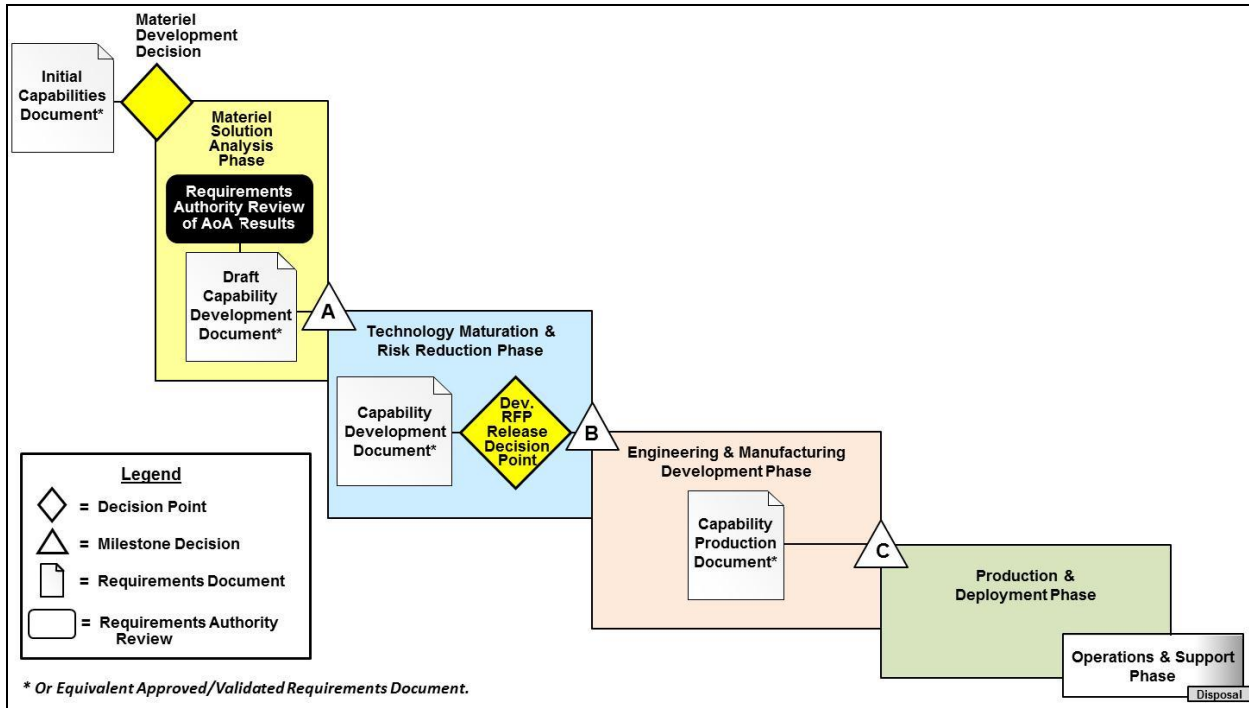 Materiel
Development
Decision
Initial
Capabilities
Document*
Materiel
Solution
Analysis
Phase
Requirements
Authority Review
of AoA Results
Draft
Capability
Development
Document*
A
Technology Maturation &
Risk Reduction Phase
Capability
Development
Document*
Dev.
RFP
Release
Decision
Point
B
Engineering & Manufacturing
Development Phase
Capability
Production
Document*
C
Production &
Deployment Phase
Operations & Support
Phase
Disposal
Legend
= Decision Point
= Milestone Decision
= Requirements Document
= Requirements Authority
Review
* Or Equivalent Approved/Validated Requirements Document.